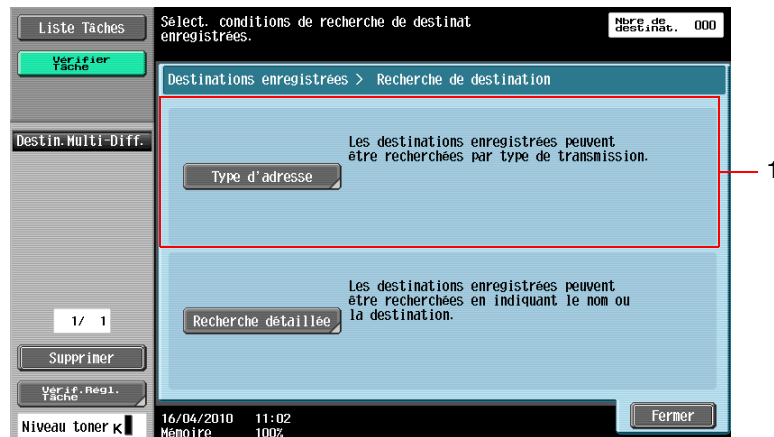 Liste Tâches
Vérifier
Tâche
Destin.Multi-Diff.
1/ 1
Supprimer
Vérif.Régl.
Tâche
Niveau toner K
Sélect. conditions de recherche de destinat
enregistrées.
Nbre de
destinat. 000
Destinations enregistrées > Recherche de destination
Les destinations enregistrées peuvent
être recherchées par type de transmission.
Type d'adresse
1
Les destinations enregistrées peuvent
être recherchées en indiquant le nom ou
la destination.
Recherche détaillée
16/04/2010 11:02
Mémoire 100%
Fermer